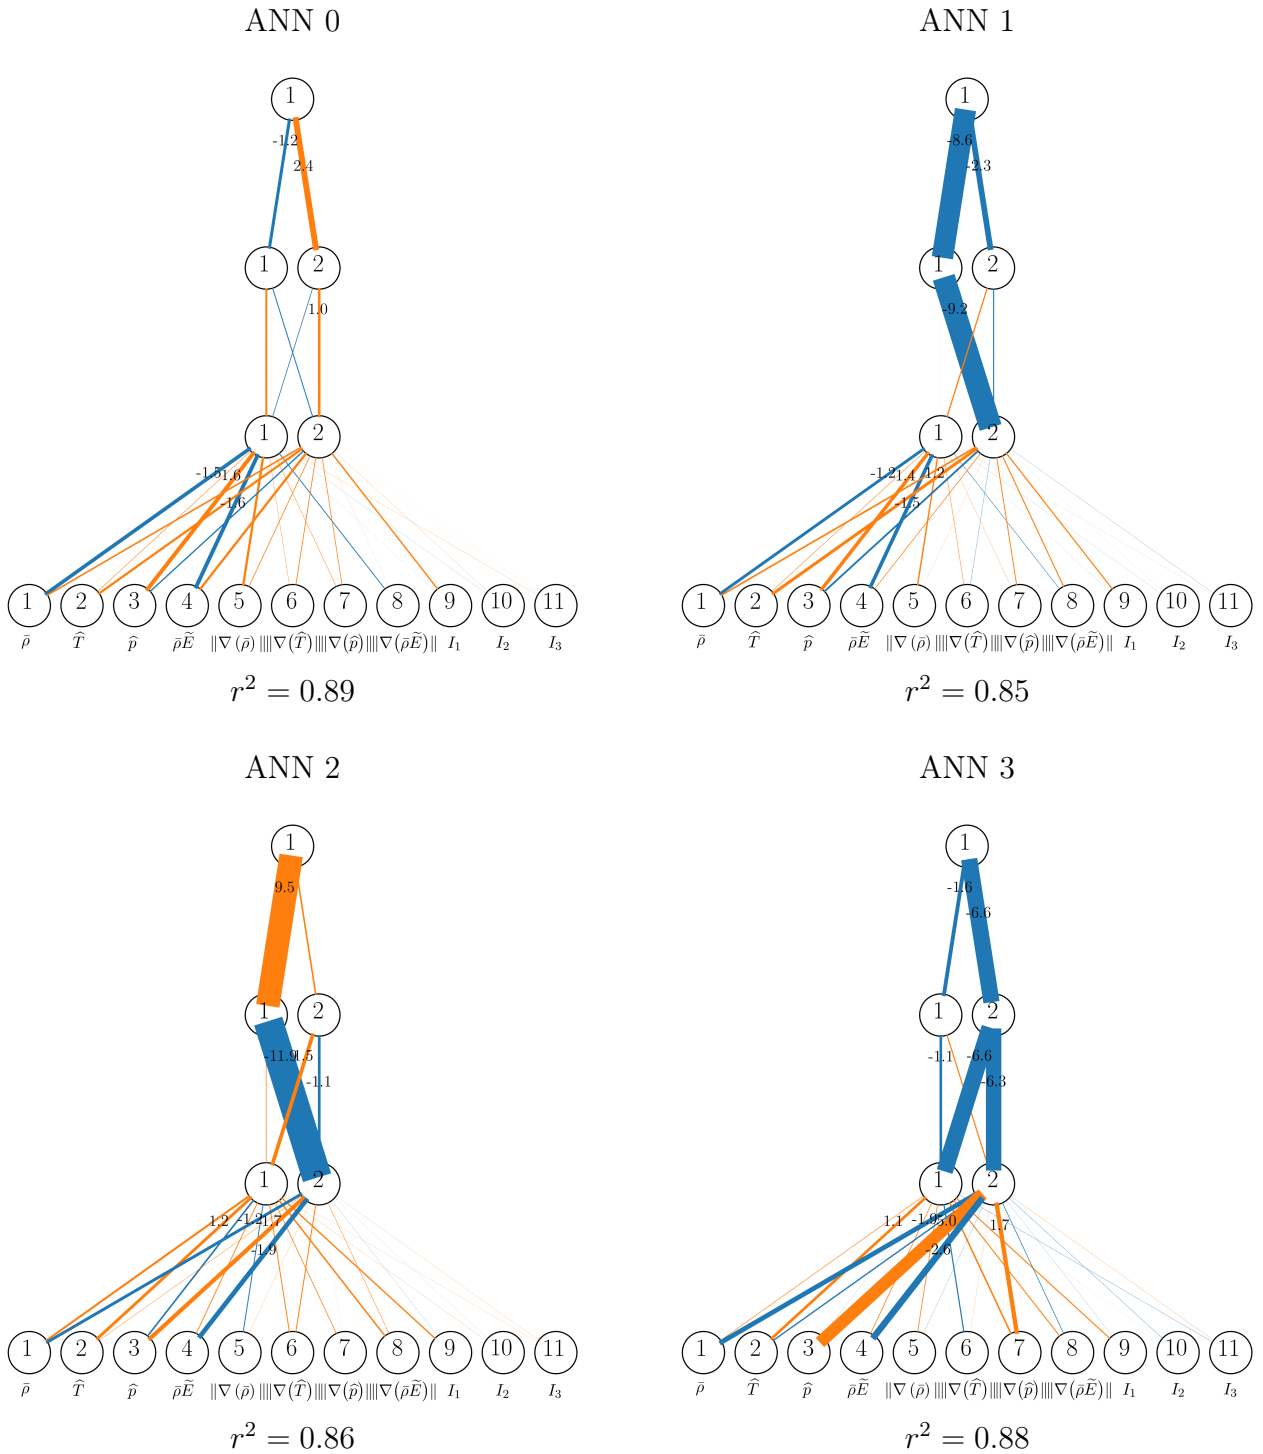 ANN 0 ANN 1
1 1
-1.2 -8.6
2.4 -2.3
1 2 1 2
1.0 -9.2
1 2 1 2
-1.5 1.6 -1.2 1.4 1.2
-1.6 -1.5
1 2 3 4 5 6 7 8 9 10 11 1 2 3 4 5 6 7 8 9 10 11
ρ̄ T̂ p̂ ρ̄Ẽ ||∇(ρ̄)|| ||∇(T̂)|| ||∇(p̂)|| ||∇(ρ̄Ẽ)|| I₁ I₂ I₃ ρ̄ T̂ p̂ ρ̄Ẽ ||∇(ρ̄)|| ||∇(T̂)|| ||∇(p̂)|| ||∇(ρ̄Ẽ)|| I₁ I₂ I₃
r² = 0.89 r² = 0.85
ANN 2 ANN 3
1 1
9.5 -1.6
-6.6
1 2 1 2
-11.9 1.5 -1.1 -6.6
-1.1 -6.3
1 2 1 2
1.2 -1.2 1.7 1.1 -1.9 5.0 1.7
-1.9 -2.6
1 2 3 4 5 6 7 8 9 10 11 1 2 3 4 5 6 7 8 9 10 11
ρ̄ T̂ p̂ ρ̄Ẽ ||∇(ρ̄)|| ||∇(T̂)|| ||∇(p̂)|| ||∇(ρ̄Ẽ)|| I₁ I₂ I₃ ρ̄ T̂ p̂ ρ̄Ẽ ||∇(ρ̄)|| ||∇(T̂)|| ||∇(p̂)|| ||∇(ρ̄Ẽ)|| I₁ I₂ I₃
r² = 0.86 r² = 0.88